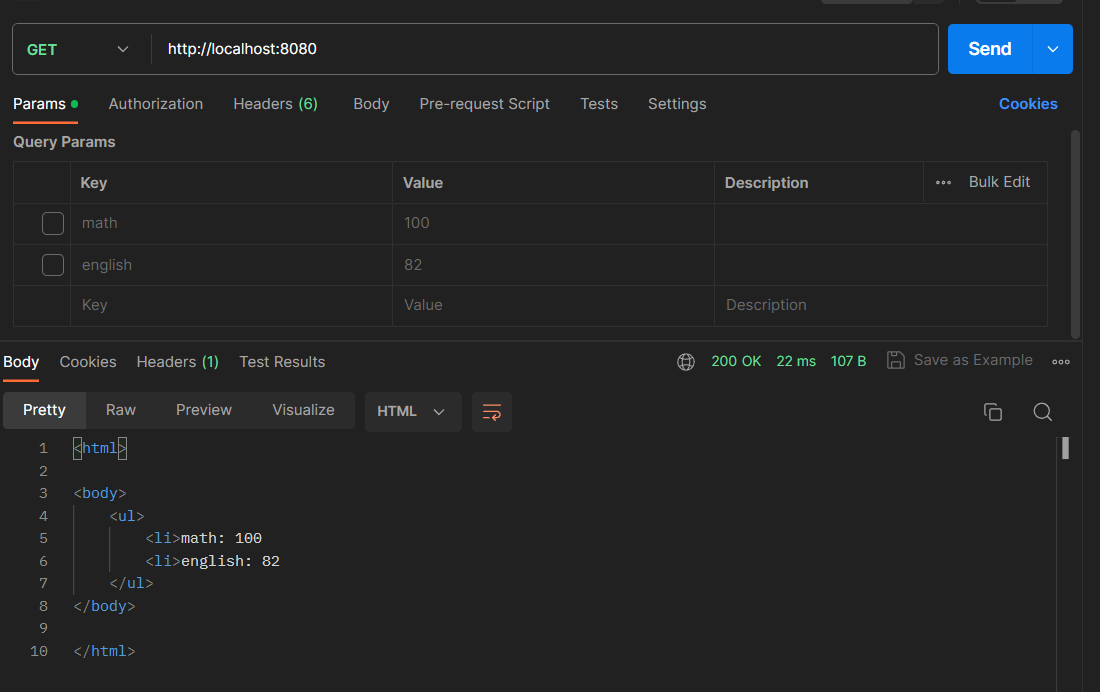 GET http://localhost:8080 Send
Params Authorization Headers (6) Body Pre-request Script Tests Settings Cookies
Query Params
Key Value Description ••• Bulk Edit
math 100
english 82
Key Value Description
Body Cookies Headers (1) Test Results 200 OK 22 ms 107 B Save as Example
Pretty Raw Preview Visualize HTML
1 <html>
2
3 <body>
4 <ul>
5 <li>math: 100
6 <li>english: 82
7 </ul>
8 </body>
9
10 </html>